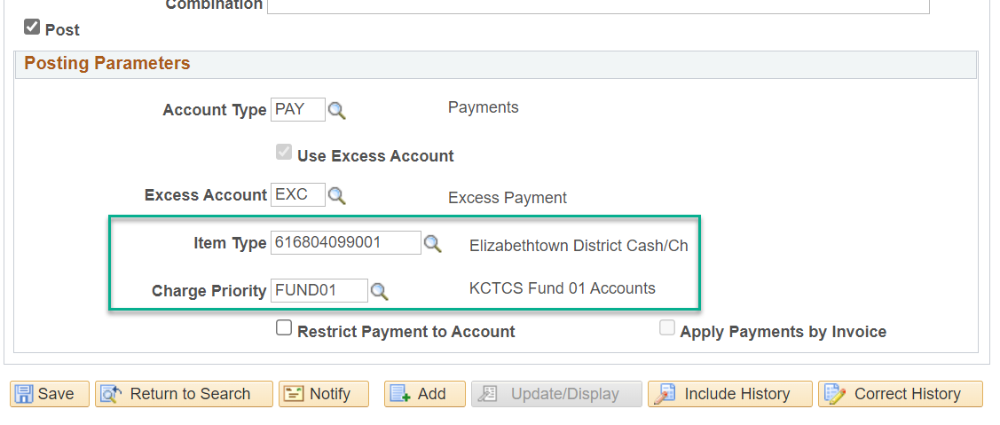 Combination
Post
Posting Parameters
Account Type PAY Payments
Use Excess Account
Excess Account EXC Excess Payment
Item Type 616804099001 Elizabethtown District Cash/Ch
Charge Priority FUND01 KCTCS Fund 01 Accounts
Restrict Payment to Account Apply Payments by Invoice
Save Return to Search Notify Add Update/Display Include History Correct History